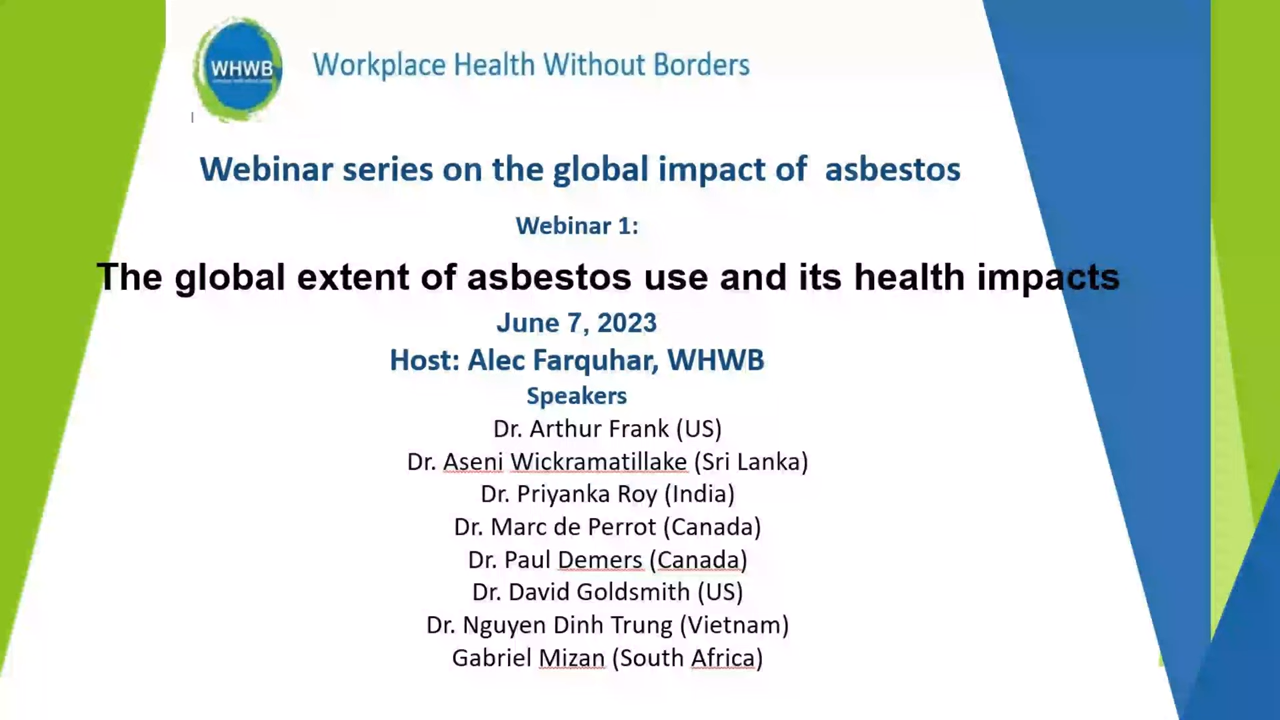 WHWB
Workplace Health Without Borders
Webinar series on the global impact of asbestos
Webinar 1:
The global extent of asbestos use and its health impacts
June 7, 2023
Host: Alec Farquhar, WHWB
Speakers
Dr. Arthur Frank (US)
Dr. Aseni Wickramatillake (Sri Lanka)
Dr. Priyanka Roy (India)
Dr. Marc de Perrot (Canada)
Dr. Paul Demers (Canada)
Dr. David Goldsmith (US)
Dr. Nguyen Dinh Trung (Vietnam)
Gabriel Mizan (South Africa)